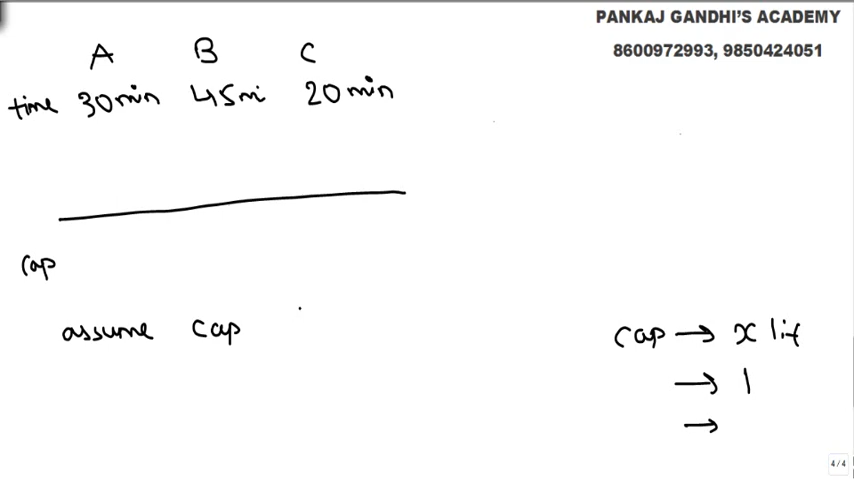 PANKAJ GANDHI'S ACADEMY
8600972993, 9850424051
A B C
time 30min 45mi 20min
cap
assume cap
cap → x lit
→ 1
→
4/4